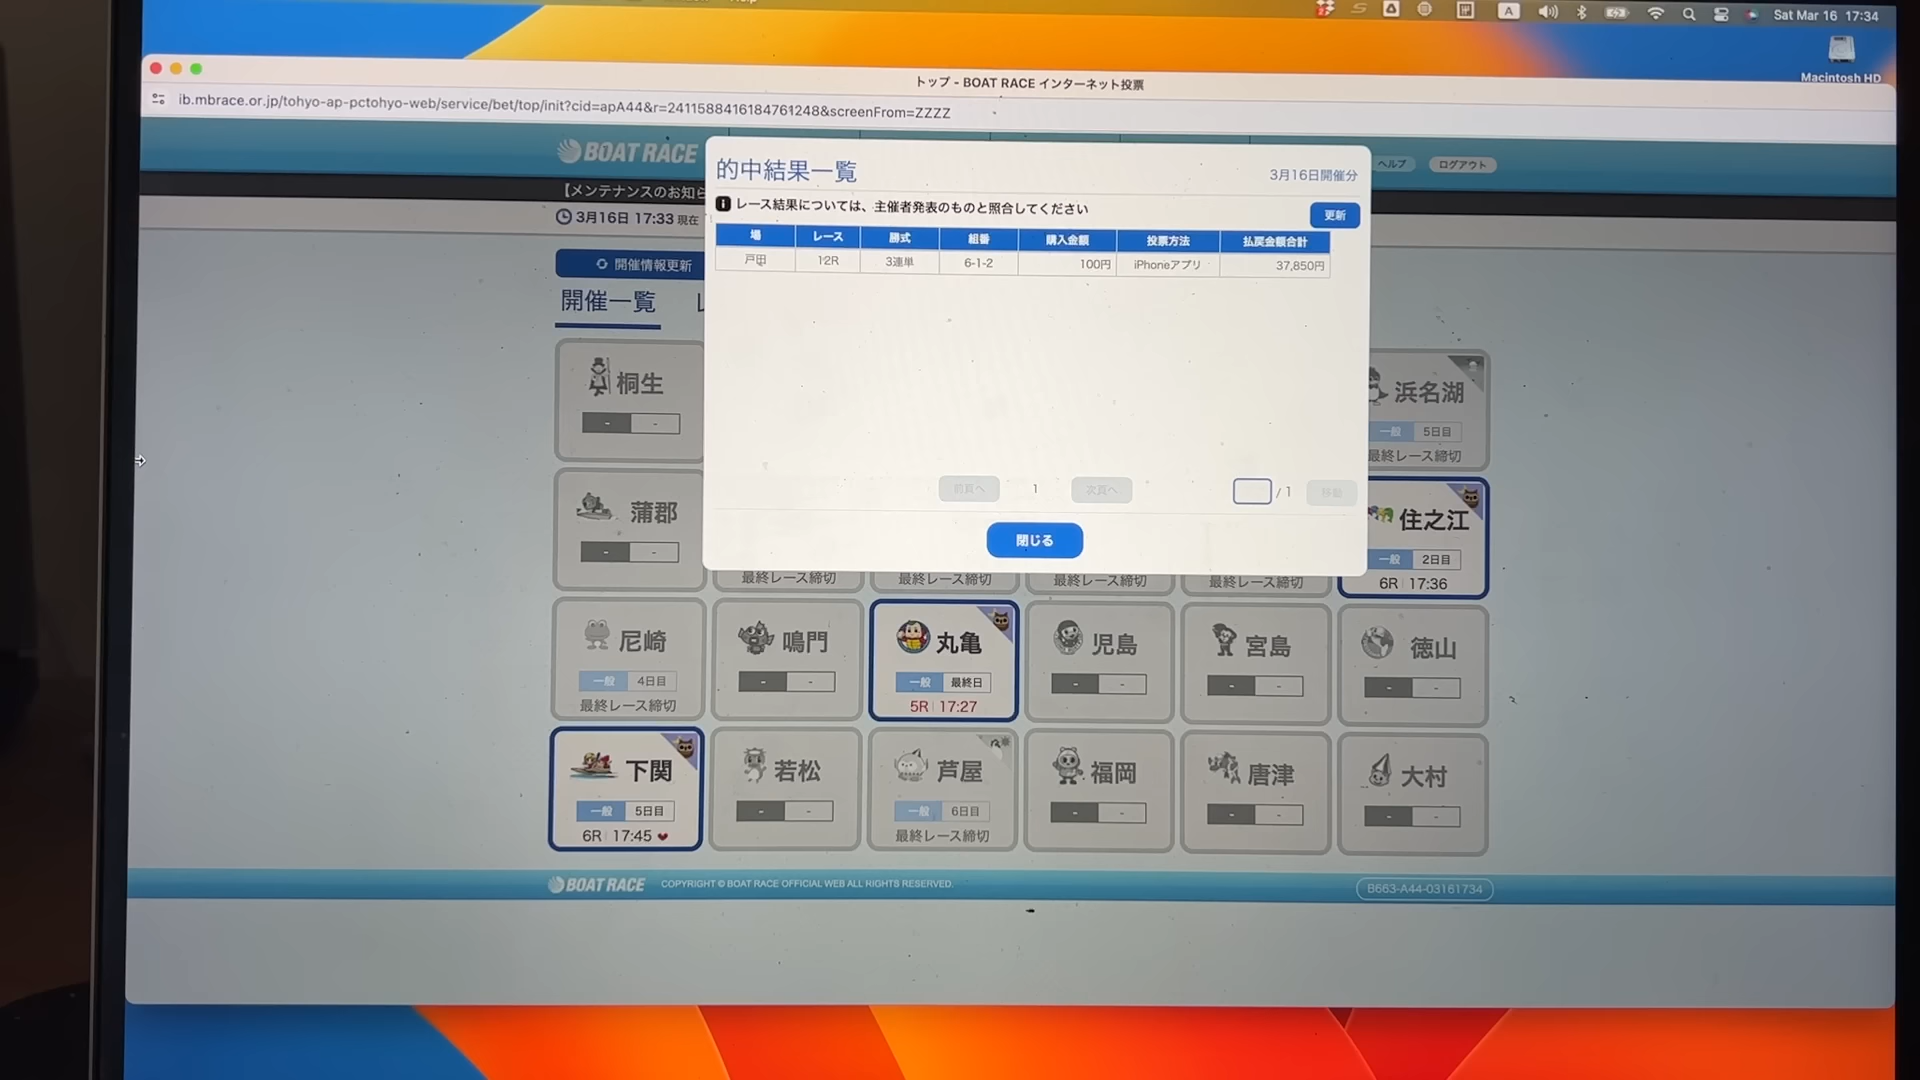 Sat Mar 16 17:34
Macintosh HD
トップ - BOAT RACE インターネット投票
ib.mbrace.or.jp/tohyo-ap-pctohyo-web/service/bet/top/init?cid=apA44&r=2411588416184761248&screenFrom=ZZZZ
BOAT RACE
ヘルプ
ログアウト
【メンテナンスのお知ら
3月16日 17:33 現在
開催情報更新
開催一覧
的中結果一覧
3月16日開催分
レース結果については、主催者発表のものと照合してください
更新
場 レース 勝式 組番 購入金額 投票方法 払戻金額合計
戸田 12R 3連単 6-1-2 100円 iPhoneアプリ 37,850円
前頁へ 1 次頁へ / 1 移動
閉じる
桐生
- -
浜名湖
一般 5日目
最終レース締切
蒲郡
- -
最終レース締切 最終レース締切 最終レース締切 最終レース締切
住之江
一般 2日目
6R 17:36
尼崎
一般 4日目
最終レース締切
鳴門
- -
丸亀
一般 最終日
5R 17:27
児島
- -
宮島
- -
徳山
- -
下関
一般 5日目
6R 17:45
若松
- -
芦屋
一般 6日目
最終レース締切
福岡
- -
唐津
- -
大村
- -
BOAT RACE COPYRIGHT © BOAT RACE OFFICIAL WEB ALL RIGHTS RESERVED.
B663-A44-03161734